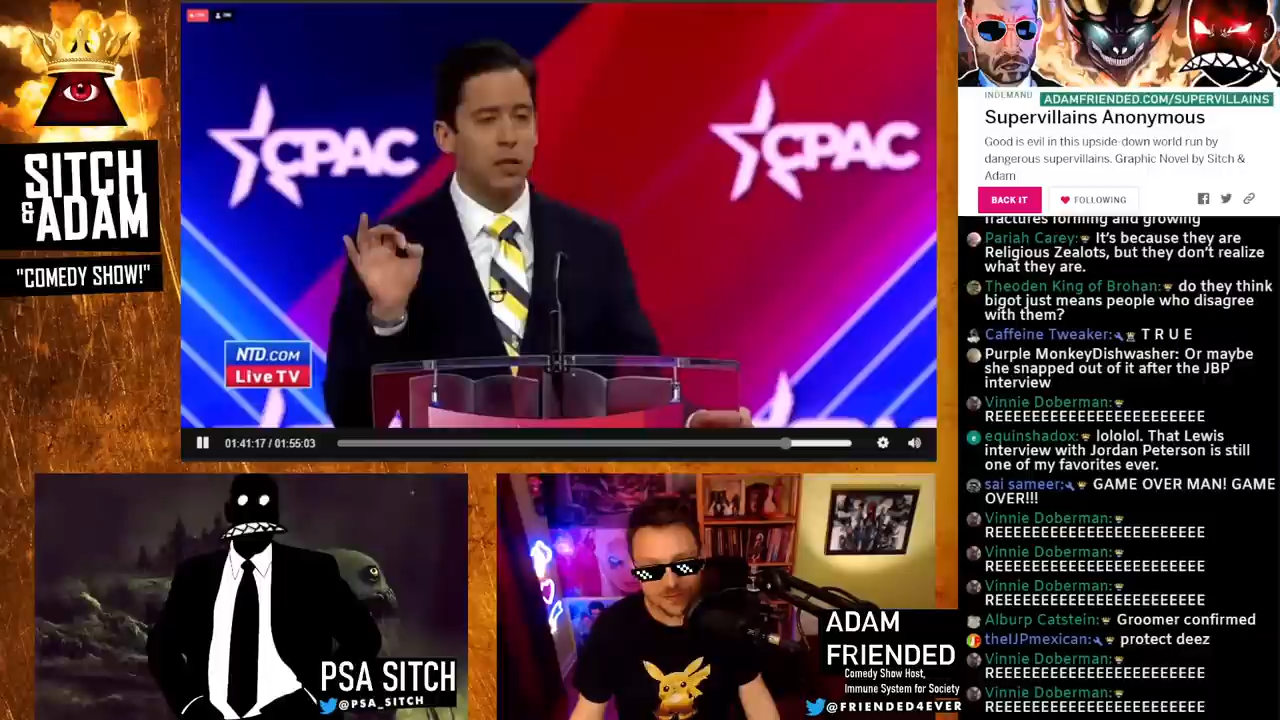 SITCH
& ADAM
"COMEDY SHOW!"
CPAC
CPAC
NTD.COM
Live TV
01:41:17 / 01:55:03
PSA SITCH
@PSA_SITCH
ADAM
FRIENDED
Comedy Show Host,
Immune System for Society
@FRIENDED4EVER
INDEMAND
ADAMFRIENDED.COM/SUPERVILLAINS
Supervillains Anonymous
Good is evil in this upside-down world run by
dangerous supervillains. Graphic Novel by Sitch &
Adam
BACK IT
FOLLOWING
fractures forming and growing
Pariah Carey: It's because they are
Religious Zealots, but they don't realize
what they are.
Theoden King of Brohan: do they think
bigot just means people who disagree
with them?
Caffeine Tweaker: T R U E
Purple MonkeyDishwasher: Or maybe
she snapped out of it after the JBP
interview
Vinnie Doberman:
REEEEEEEEEEEEEEEEEEEEEEEE
equinshadox: lololol. That Lewis
interview with Jordan Peterson is still
one of my favorites ever.
sai sameer: GAME OVER MAN! GAME
OVER!!!
Vinnie Doberman:
REEEEEEEEEEEEEEEEEEEEEEEE
Vinnie Doberman:
REEEEEEEEEEEEEEEEEEEEEEEE
Vinnie Doberman:
REEEEEEEEEEEEEEEEEEEEEEEE
Alburp Catstein: Groomer confirmed
theIJPmexican: protect deez
Vinnie Doberman:
REEEEEEEEEEEEEEEEEEEEEEEE
Vinnie Doberman:
REEEEEEEEEEEEEEEEEEEEEEEE